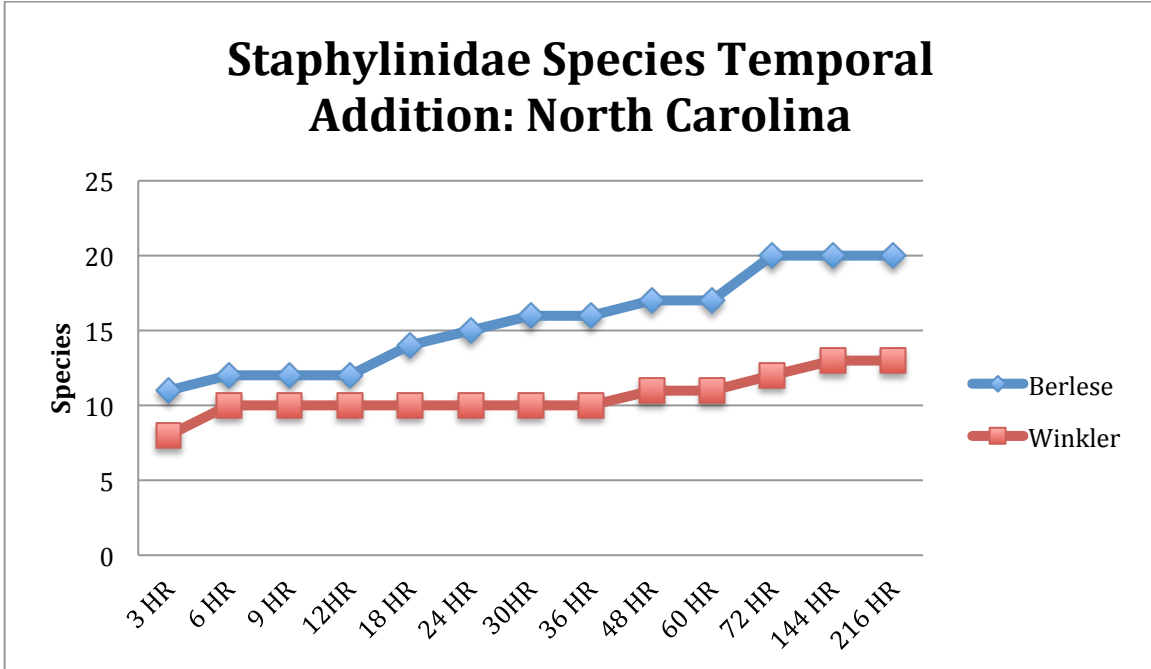 Staphylinidae Species Temporal
Addition: North Carolina
25
20
15
10
5
0
Species
3 HR
6 HR
9 HR
12HR
18 HR
24 HR
30HR
36 HR
48 HR
60 HR
72 HR
144 HR
216 HR
Berlese
Winkler